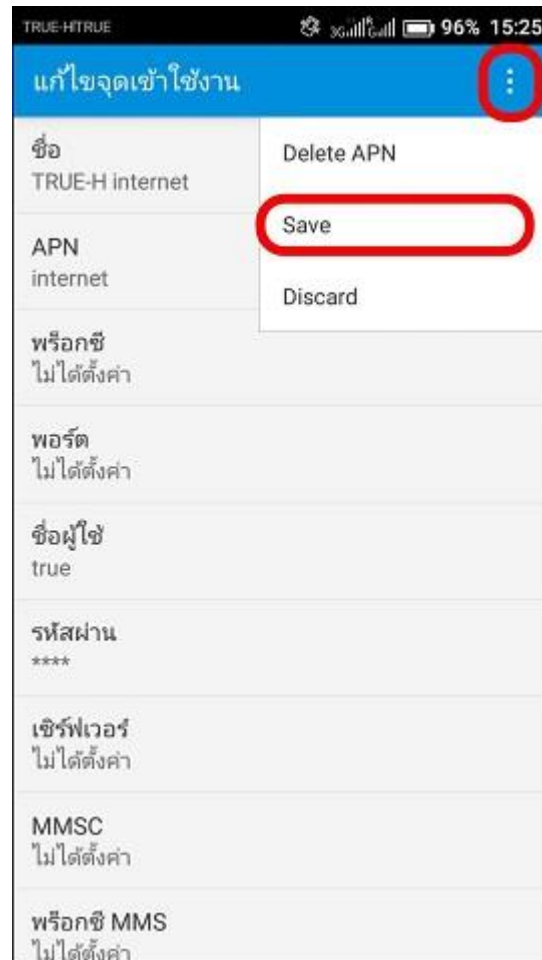 TRUE-HTRUE 3G R G 96% 15:25
แก้ไขจุดเข้าใช้งาน
ชื่อ
TRUE-H internet
Delete APN
Save
Discard
APN
internet
พร็อกซี
ไม่ได้ตั้งค่า
พอร์ต
ไม่ได้ตั้งค่า
ชื่อผู้ใช้
true
รหัสผ่าน
****
เซิร์ฟเวอร์
ไม่ได้ตั้งค่า
MMSC
ไม่ได้ตั้งค่า
พร็อกซี MMS
ไม่ได้ตั้งค่า